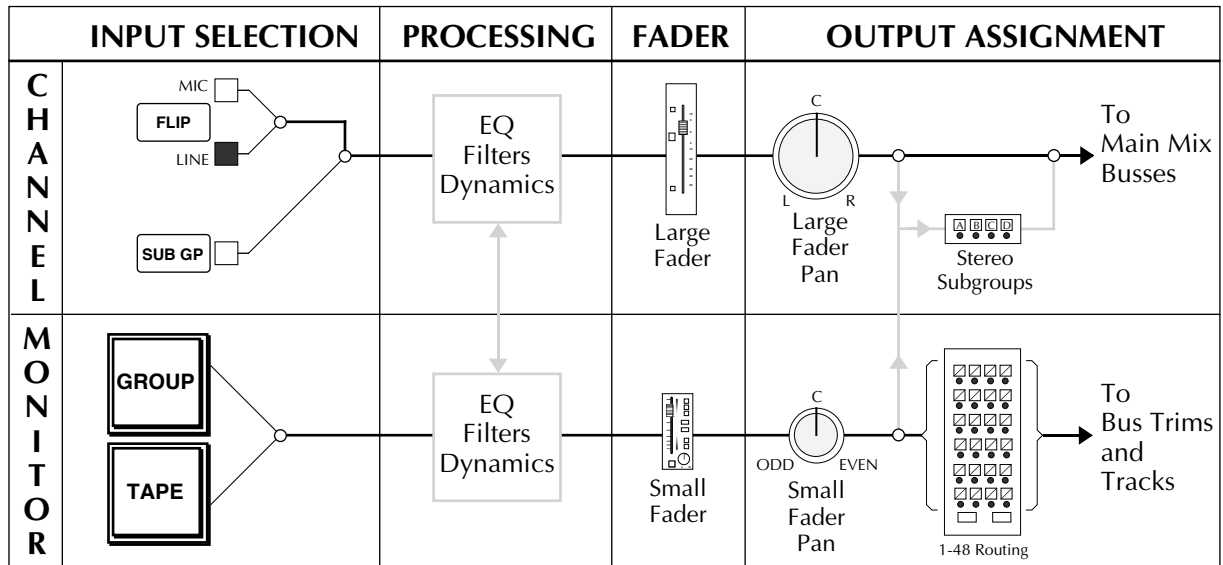 INPUT SELECTION PROCESSING FADER OUTPUT ASSIGNMENT
CHANNEL
MIC
FLIP
LINE
SUB GP
EQ
Filters
Dynamics
Large
Fader
C
L R
Large
Fader
Pan
A B C D
Stereo
Subgroups
To
Main Mix
Busses
MONITOR
GROUP
TAPE
EQ
Filters
Dynamics
Small
Fader
C
ODD EVEN
Small
Fader
Pan
1-48 Routing
To
Bus Trims
and
Tracks